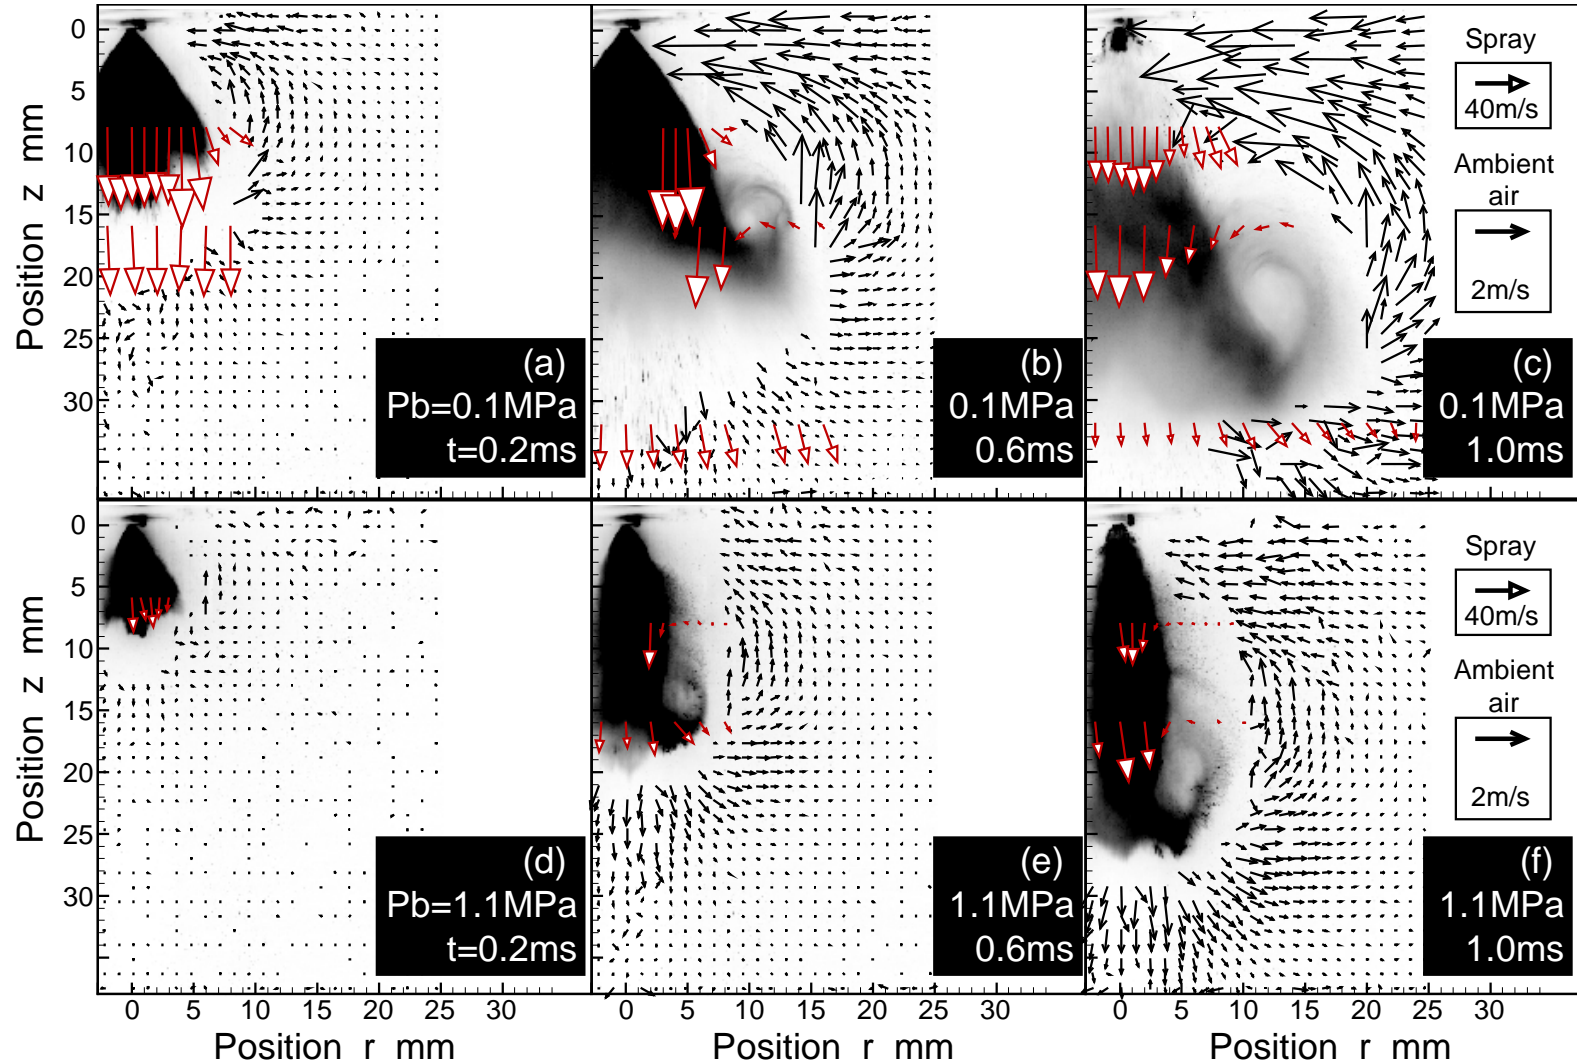 0
5
10
15
20
25
30
Position z mm
(a)
Pb=0.1MPa
t=0.2ms
(b)
0.1MPa
0.6ms
(c)
0.1MPa
1.0ms
Spray
40m/s
Ambient
air
2m/s
0
5
10
15
20
25
30
Position z mm
(d)
Pb=1.1MPa
t=0.2ms
(e)
1.1MPa
0.6ms
(f)
1.1MPa
1.0ms
Spray
40m/s
Ambient
air
2m/s
0 5 10 15 20 25 30
0 5 10 15 20 25 30
0 5 10 15 20 25 30
Position r mm
Position r mm
Position r mm